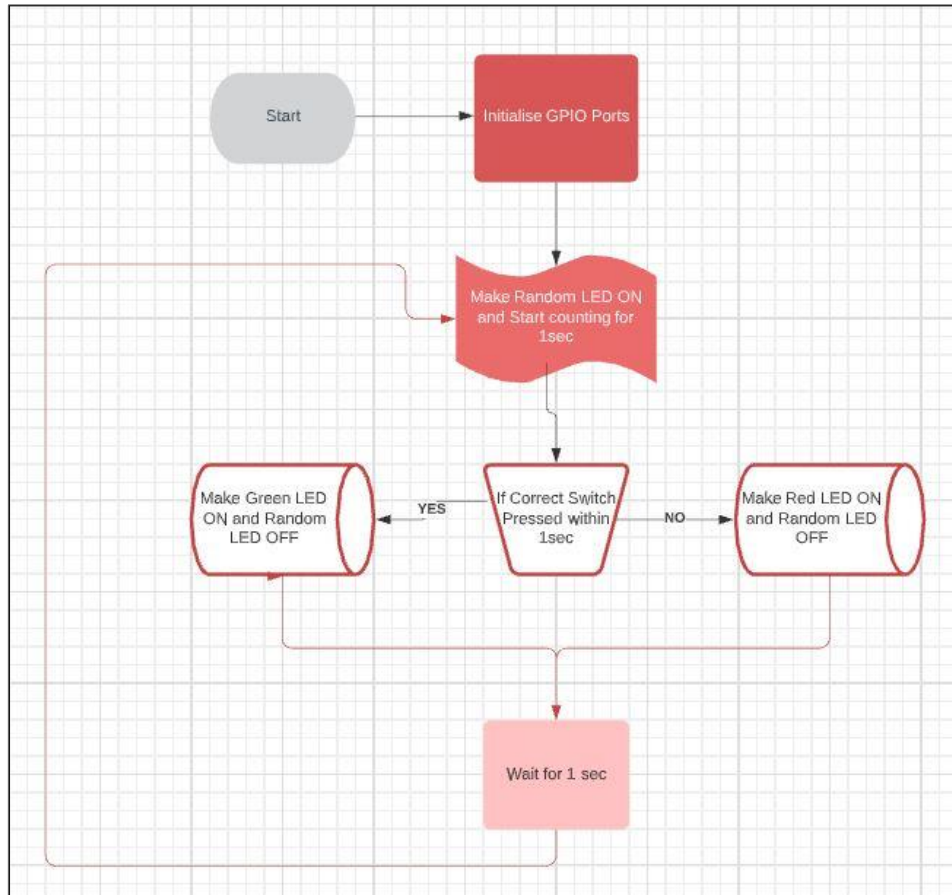 Start
Initialise GPIO Ports
Make Random LED ON
and Start counting for
1sec
Make Green LED
ON and Random
LED OFF
YES
If Correct Switch
Pressed within
1sec
NO
Make Red LED ON
and Random LED
OFF
Wait for 1 sec